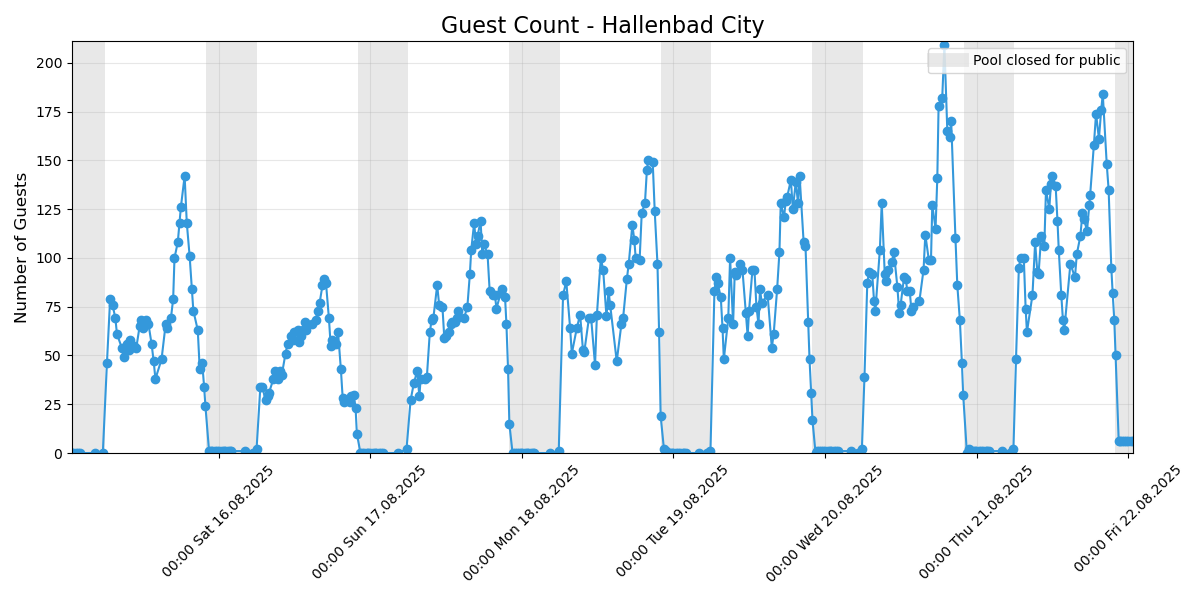 Guest Count - Hallenbad City
Pool closed for public
Number of Guests
200
175
150
125
100
75
50
25
0
00:00 Sat 16.08.2025
00:00 Sun 17.08.2025
00:00 Mon 18.08.2025
00:00 Tue 19.08.2025
00:00 Wed 20.08.2025
00:00 Thu 21.08.2025
00:00 Fri 22.08.2025